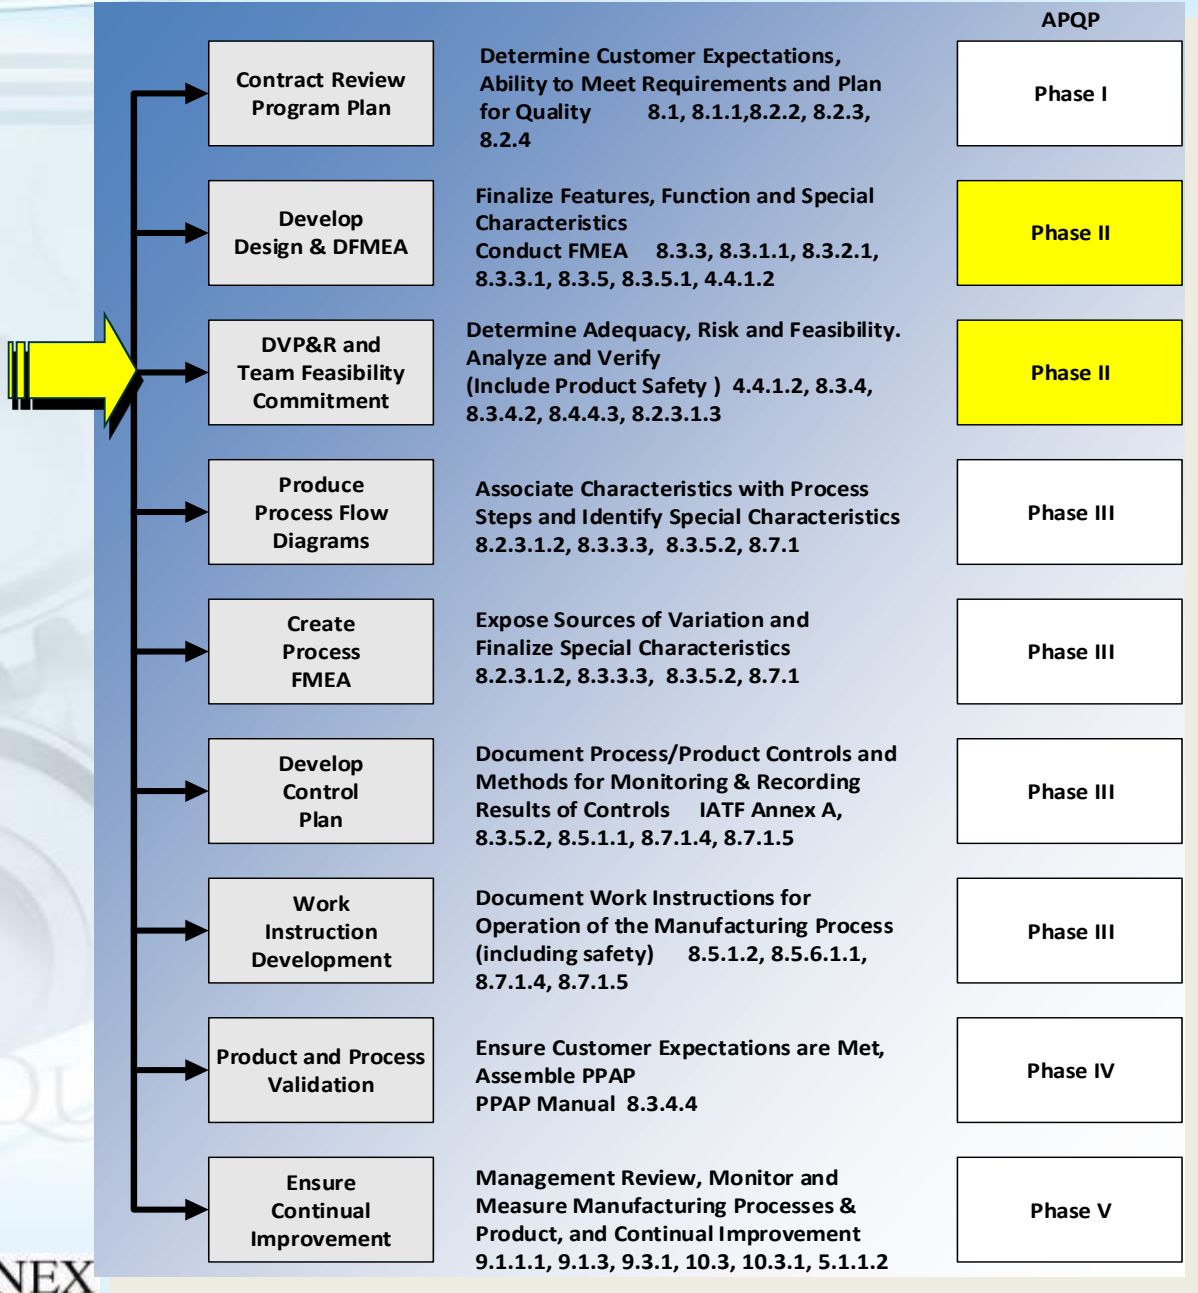 APQP
Contract Review
Program Plan
Determine Customer Expectations,
Ability to Meet Requirements and Plan
for Quality 8.1, 8.1.1,8.2.2, 8.2.3,
8.2.4
Phase I
Develop
Design & DFMEA
Finalize Features, Function and Special
Characteristics
Conduct FMEA 8.3.3, 8.3.1.1, 8.3.2.1,
8.3.3.1, 8.3.5, 8.3.5.1, 4.4.1.2
Phase II
DVP&R and
Team Feasibility
Commitment
Determine Adequacy, Risk and Feasibility.
Analyze and Verify
(Include Product Safety ) 4.4.1.2, 8.3.4,
8.3.4.2, 8.4.4.3, 8.2.3.1.3
Phase II
Produce
Process Flow
Diagrams
Associate Characteristics with Process
Steps and Identify Special Characteristics
8.2.3.1.2, 8.3.3.3, 8.3.5.2, 8.7.1
Phase III
Create
Process
FMEA
Expose Sources of Variation and
Finalize Special Characteristics
8.2.3.1.2, 8.3.3.3, 8.3.5.2, 8.7.1
Phase III
Develop
Control
Plan
Document Process/Product Controls and
Methods for Monitoring & Recording
Results of Controls IATF Annex A,
8.3.5.2, 8.5.1.1, 8.7.1.4, 8.7.1.5
Phase III
Work
Instruction
Development
Document Work Instructions for
Operation of the Manufacturing Process
(including safety) 8.5.1.2, 8.5.6.1.1,
8.7.1.4, 8.7.1.5
Phase III
Product and Process
Validation
Ensure Customer Expectations are Met,
Assemble PPAP
PPAP Manual 8.3.4.4
Phase IV
Ensure
Continual
Improvement
Management Review, Monitor and
Measure Manufacturing Processes &
Product, and Continual Improvement
9.1.1.1, 9.1.3, 9.3.1, 10.3, 10.3.1, 5.1.1.2
Phase V
NEX